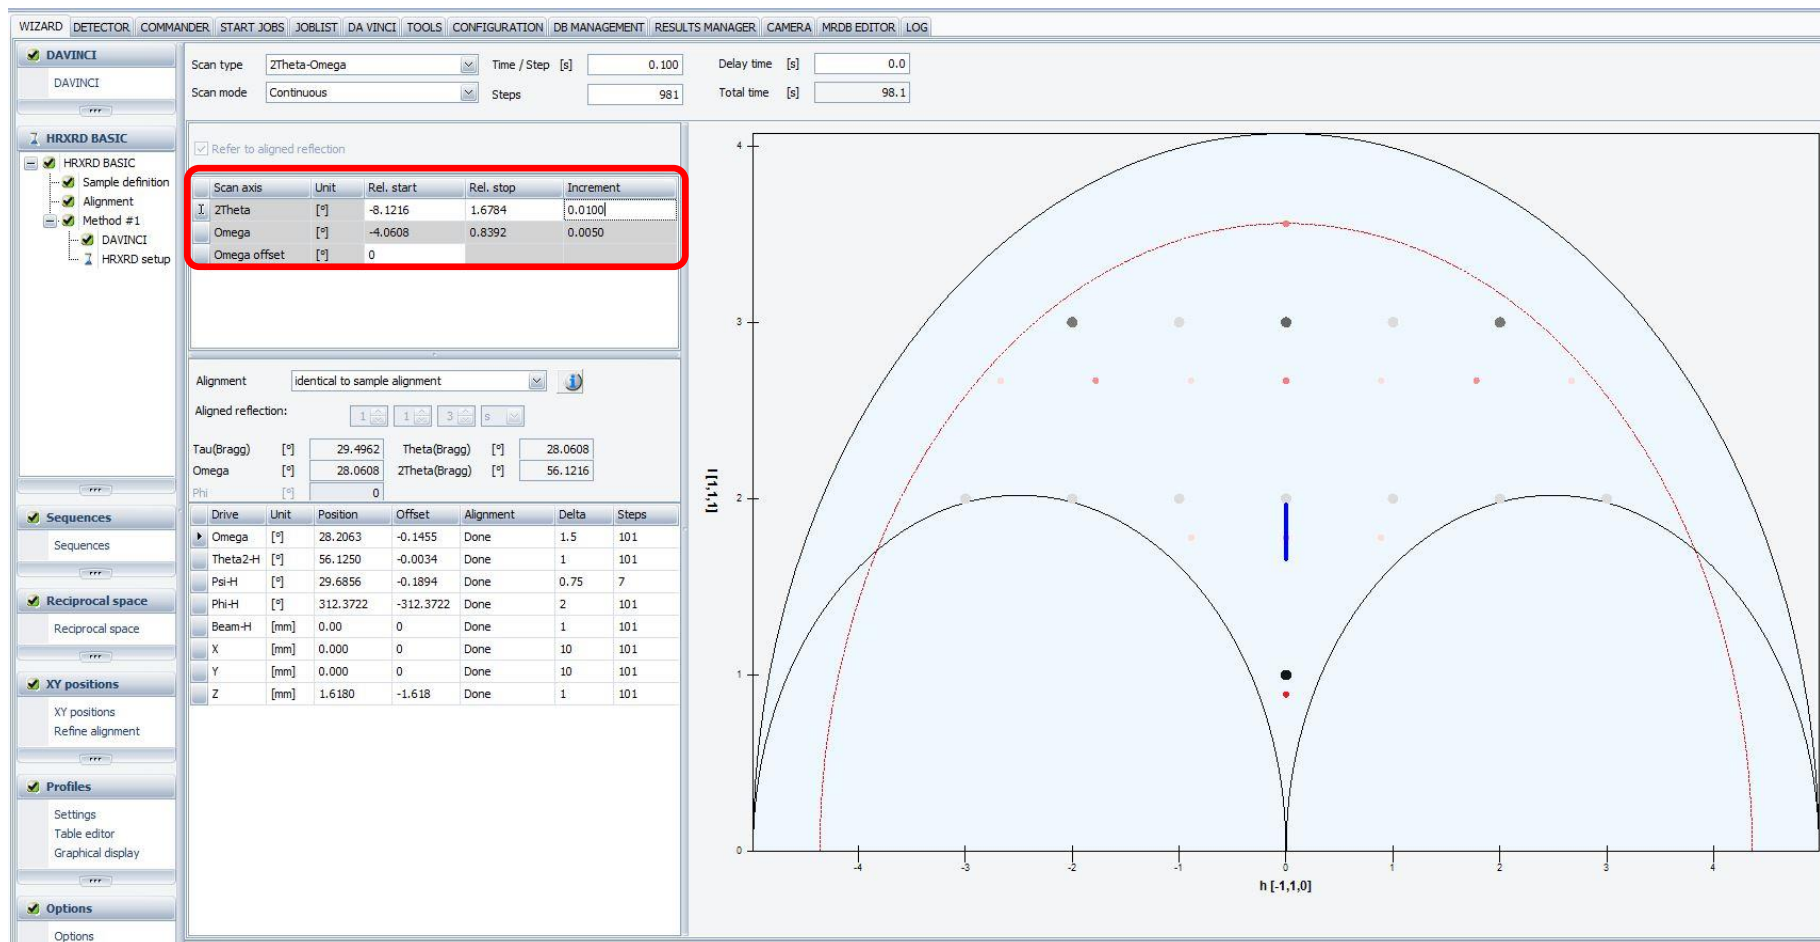 WIZARD DETECTOR COMMANDER START JOBS JOBLIST DA VINCI TOOLS CONFIGURATION DB MANAGEMENT RESULTS MANAGER CAMERA MRDB EDITOR LOG
DAVINCI
DAVINCI
HRXRD BASIC
HRXRD BASIC
Sample definition
Alignment
Method #1
DAVINCI
HRXRD setup
Sequences
Sequences
Reciprocal space
Reciprocal space
XY positions
XY positions
Refine alignment
Profiles
Settings
Table editor
Graphical display
Options
Options
Scan type 2Theta-Omega Time / Step [s] 0.100 Delay time [s] 0.0
Scan mode Continuous Steps 981 Total time [s] 98.1
Refer to aligned reflection
Scan axis Unit Rel. start Rel. stop Increment
2Theta [°] -8.1216 1.6784 0.0100
Omega [°] -4.0608 0.8392 0.0050
Omega offset [°] 0
Alignment identical to sample alignment
Aligned reflection: 1 1 3 s
Tau(Bragg) [°] 29.4962 Theta(Bragg) [°] 28.0608
Omega [°] 28.0608 2Theta(Bragg) [°] 56.1216
Phi [°] 0
Drive Unit Position Offset Alignment Delta Steps
Omega [°] 28.2063 -0.1455 Done 1.5 101
Theta2-H [°] 56.1250 -0.0034 Done 1 101
Psi-H [°] 29.6856 -0.1894 Done 0.75 7
Phi-H [°] 312.3722 -312.3722 Done 2 101
Beam-H [mm] 0.00 0 Done 1 101
X [mm] 0.000 0 Done 10 101
Y [mm] 0.000 0 Done 10 101
Z [mm] 1.6180 -1.618 Done 1 101
4
3
2
1
0
l [1,1,1]
-4 -3 -2 -1 0 1 2 3 4
h [-1,1,0]